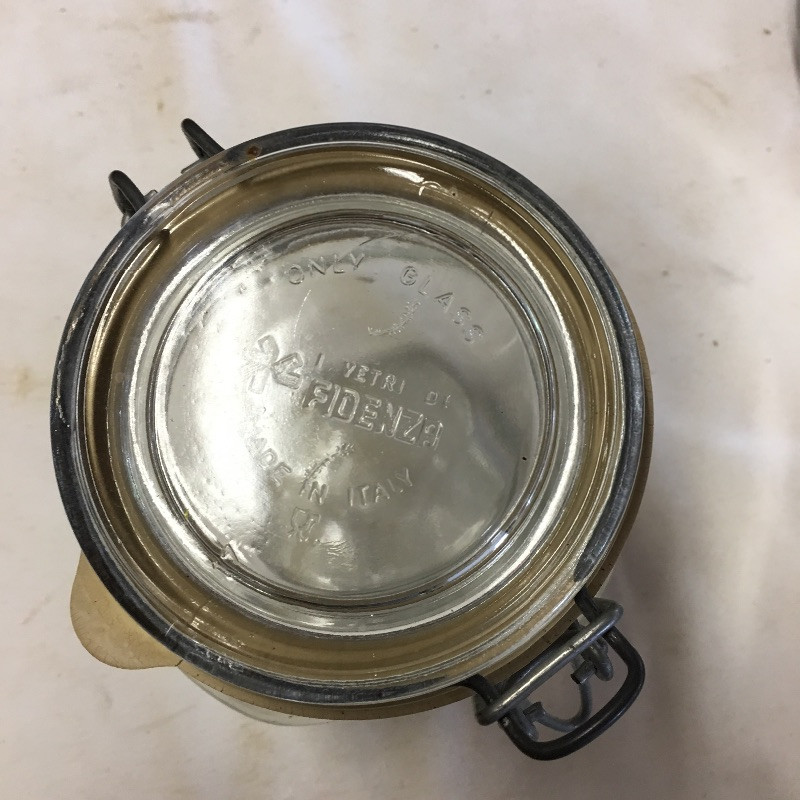 ONLY GLASS
I VETRI DI
FIDENZA
MADE IN ITALY